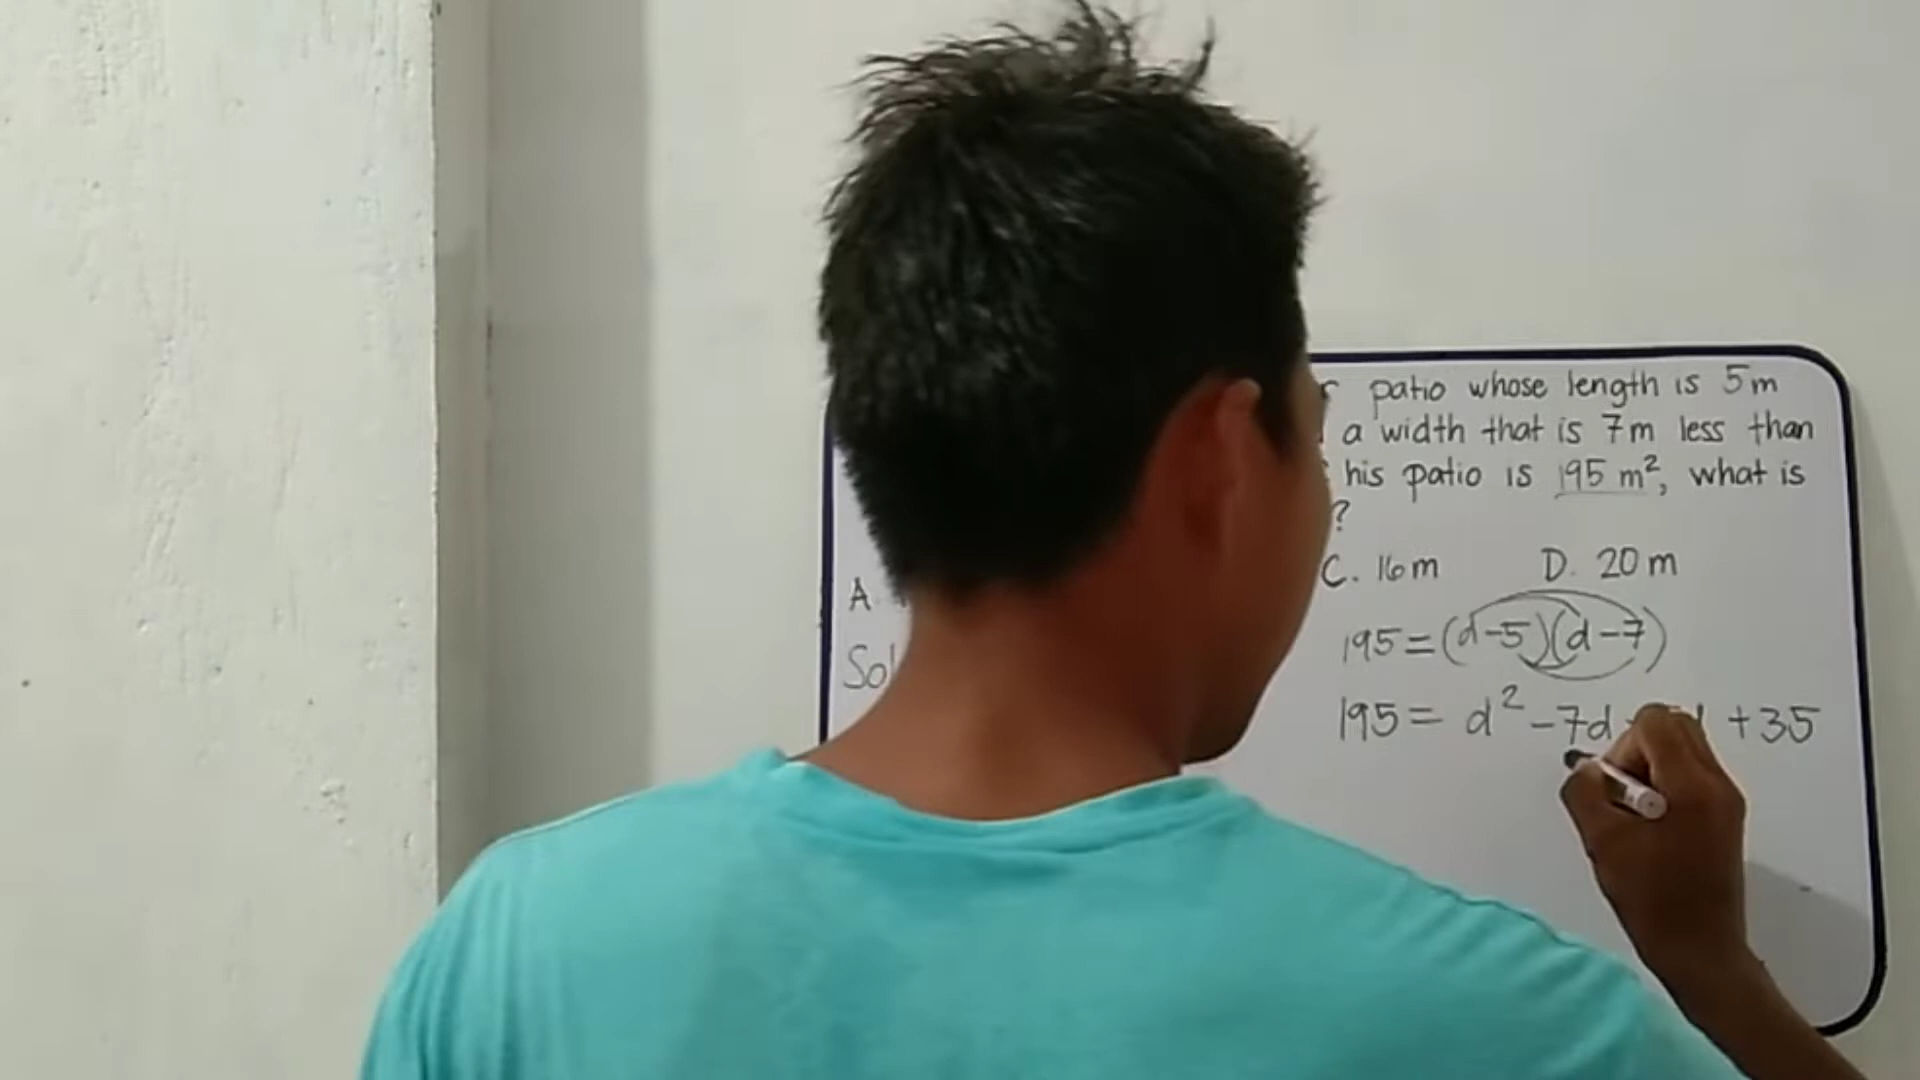 patio whose length is 5m
a width that is 7m less than
his patio is 195 m², what is
?
A
C. 16m D. 20 m
Sol
195=(d-5)(d-7)
195= d² -7d +35